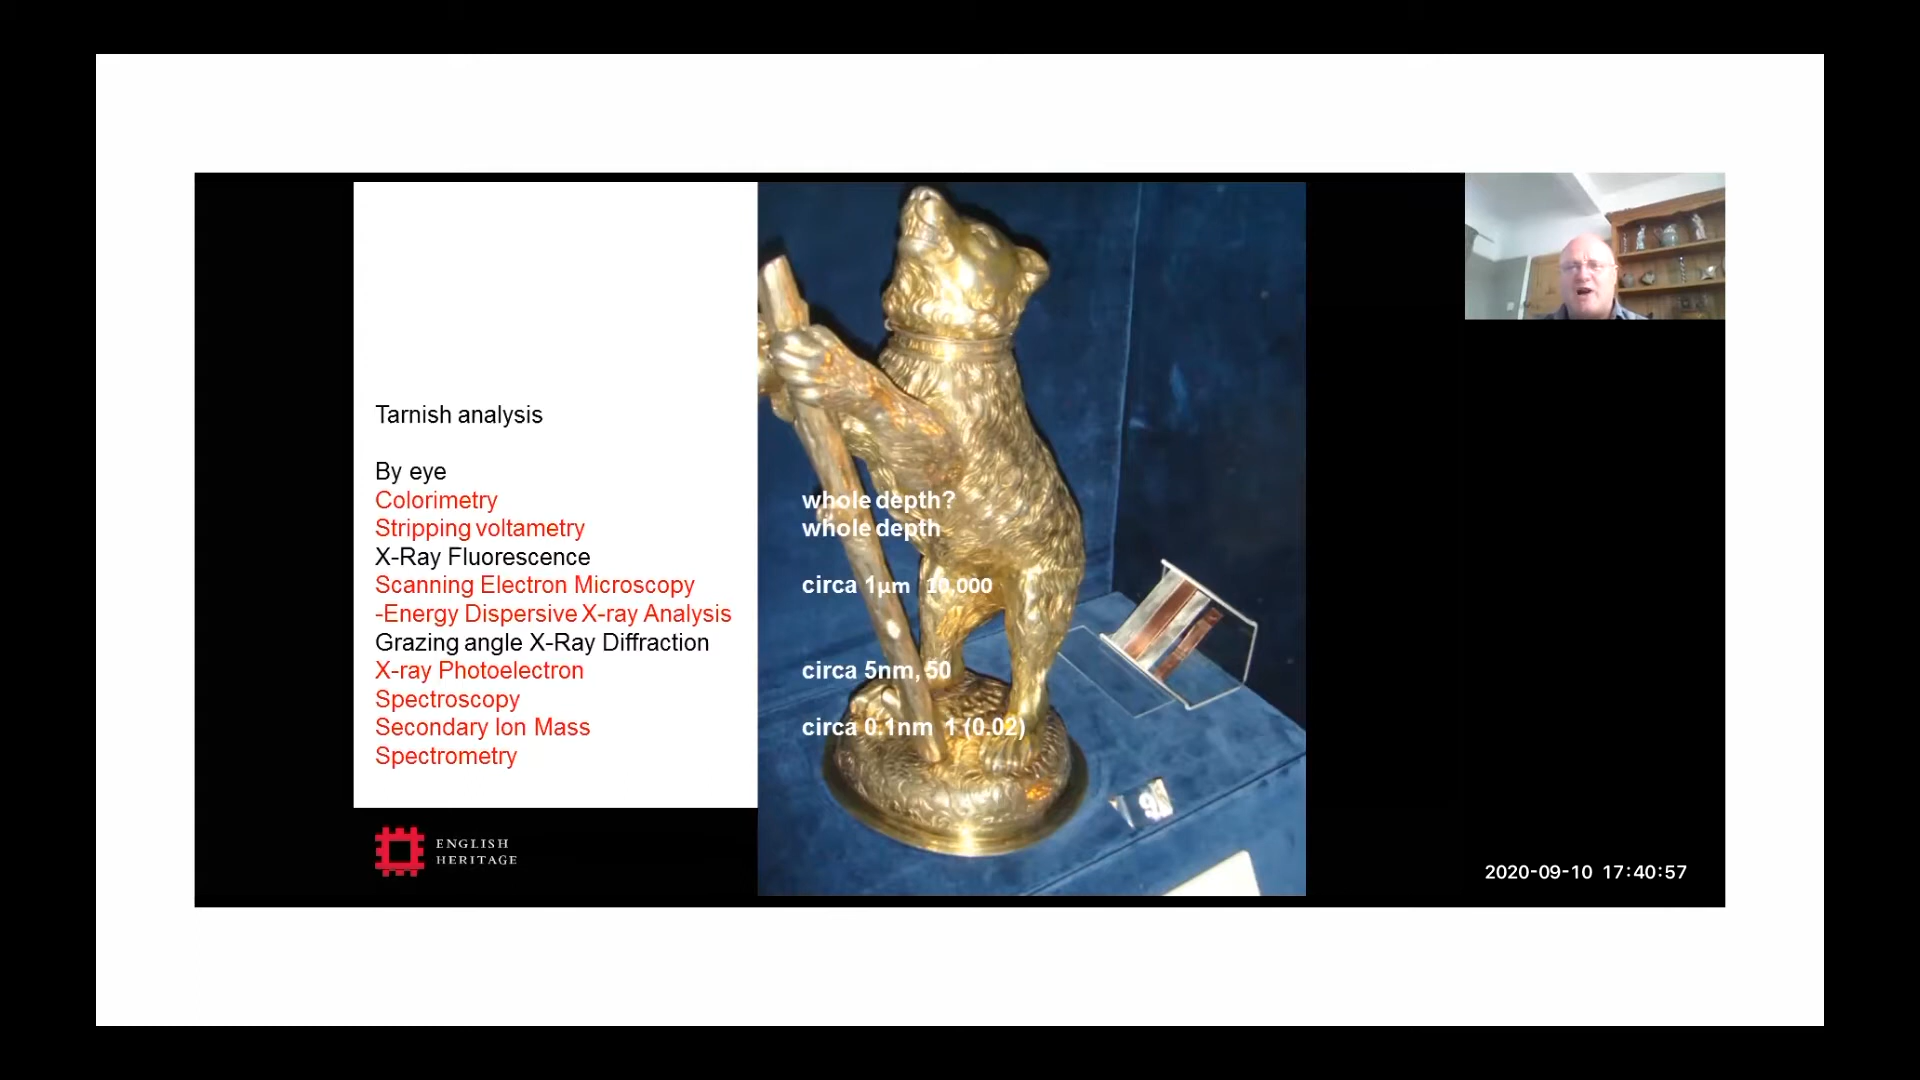 Tarnish analysis
By eye
Colorimetry
Stripping voltametry
X-Ray Fluorescence
Scanning Electron Microscopy
-Energy Dispersive X-ray Analysis
Grazing angle X-Ray Diffraction
X-ray Photoelectron
Spectroscopy
Secondary Ion Mass
Spectrometry
whole depth?
whole depth
circa 1µm 10,000
circa 5nm, 50
circa 0.1nm 1 (0.02)
9
ENGLISH
HERITAGE
2020-09-10 17:40:57